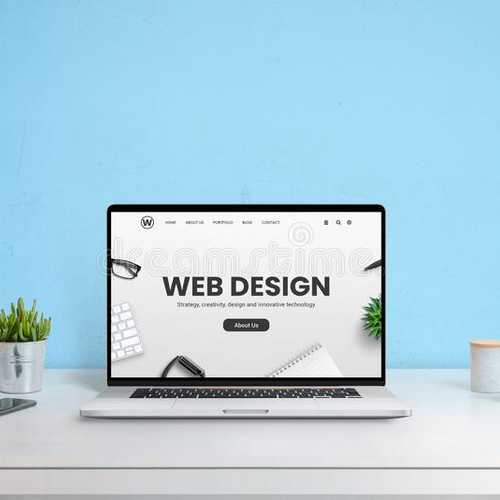 W
HOME ABOUT US PORTFOLIO BLOG CONTACT
dreamstime
WEB DESIGN
Strategy, creativity, design and innovative technology
About Us